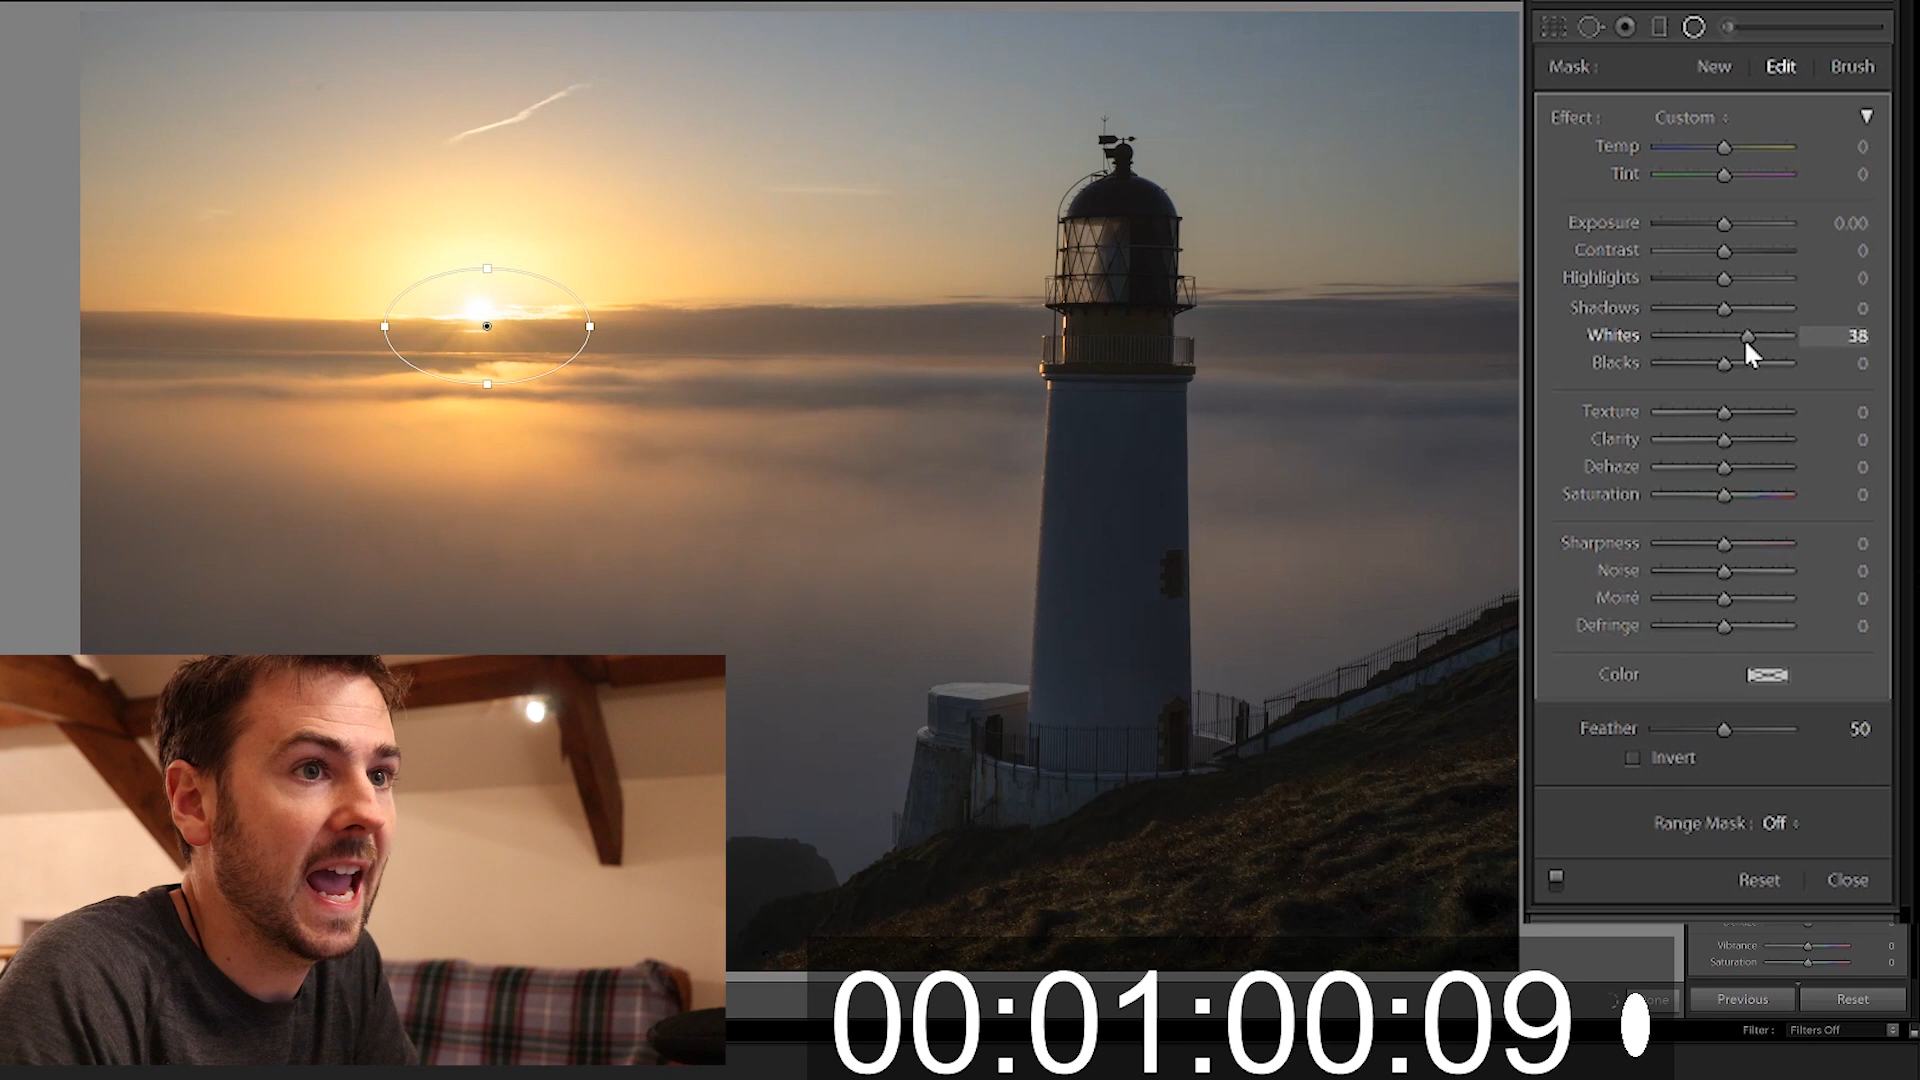 Mask : New Edit Brush
Effect : Custom
Temp 0
Tint 0
Exposure 0.00
Contrast 0
Highlights 0
Shadows 0
Whites 38
Blacks 0
Texture 0
Clarity 0
Dehaze 0
Saturation 0
Sharpness 0
Noise 0
Moiré 0
Defringe 0
Color
Feather 50
Invert
Range Mask : Off
Reset Close
Vibrance 0
Saturation 0
Previous Reset
Filter : Filters Off
00:01:00:09